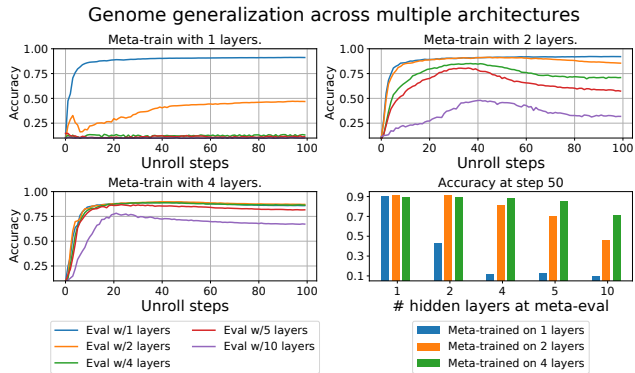 Genome generalization across multiple architectures
Meta-train with 1 layers.
Accuracy
1.00
0.75
0.50
0.25
0 20 40 60 80 100
Unroll steps
Meta-train with 2 layers.
Accuracy
1.00
0.75
0.50
0.25
0 20 40 60 80 100
Unroll steps
Meta-train with 4 layers.
Accuracy
1.00
0.75
0.50
0.25
0 20 40 60 80 100
Unroll steps
Accuracy at step 50
0.9
0.7
0.5
0.3
0.1
1 2 4 5 10
# hidden layers at meta-eval
Eval w/1 layers
Eval w/2 layers
Eval w/4 layers
Eval w/5 layers
Eval w/10 layers
Meta-trained on 1 layers
Meta-trained on 2 layers
Meta-trained on 4 layers